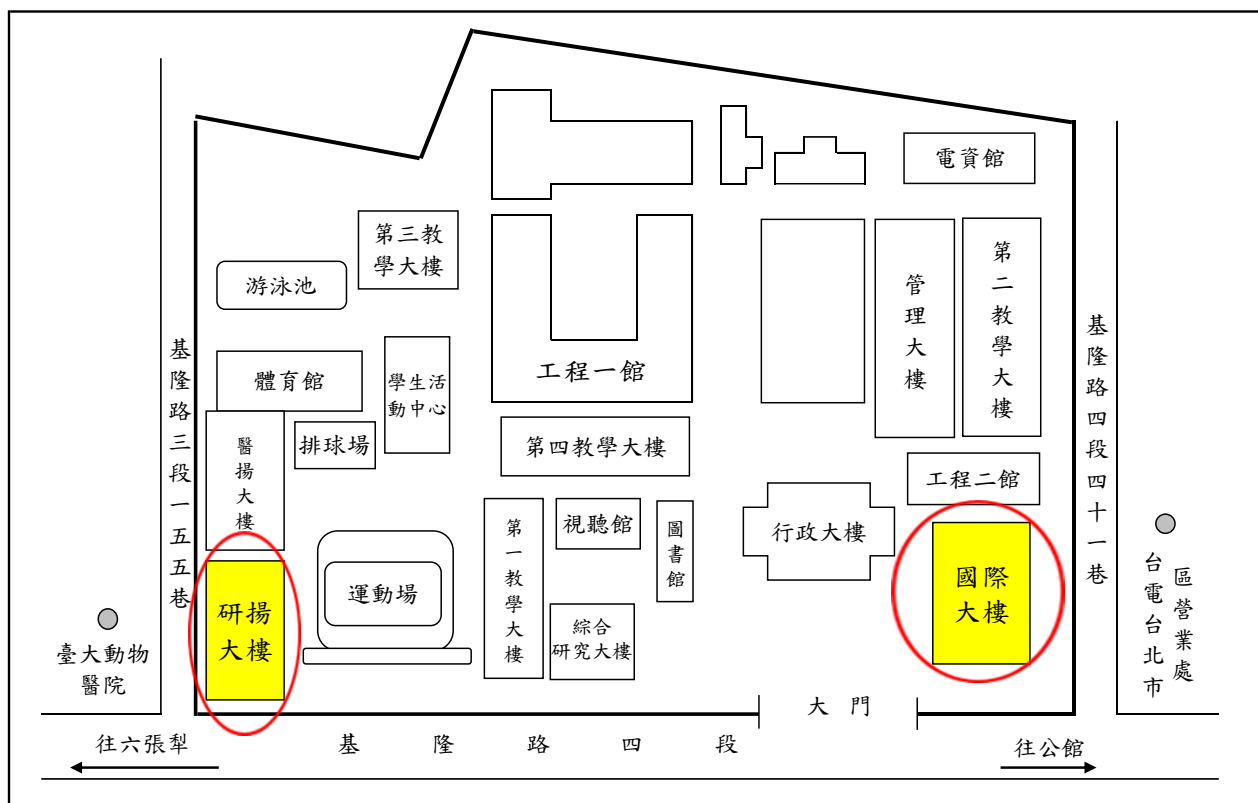 電資館
第三教
學大樓
游泳池
管理大樓
第二教學大樓
基隆路三段一五五巷
基隆路四段四十一巷
體育館
學生活
動中心
工程一館
醫揚大樓
排球場
第四教學大樓
工程二館
第一教學大樓
視聽館
圖書館
行政大樓
國際
大樓
研揚
大樓
運動場
綜合
研究大樓
臺大動物
醫院
台電台北市
區營業處
大門
往六張犁
基隆路四段
往公館